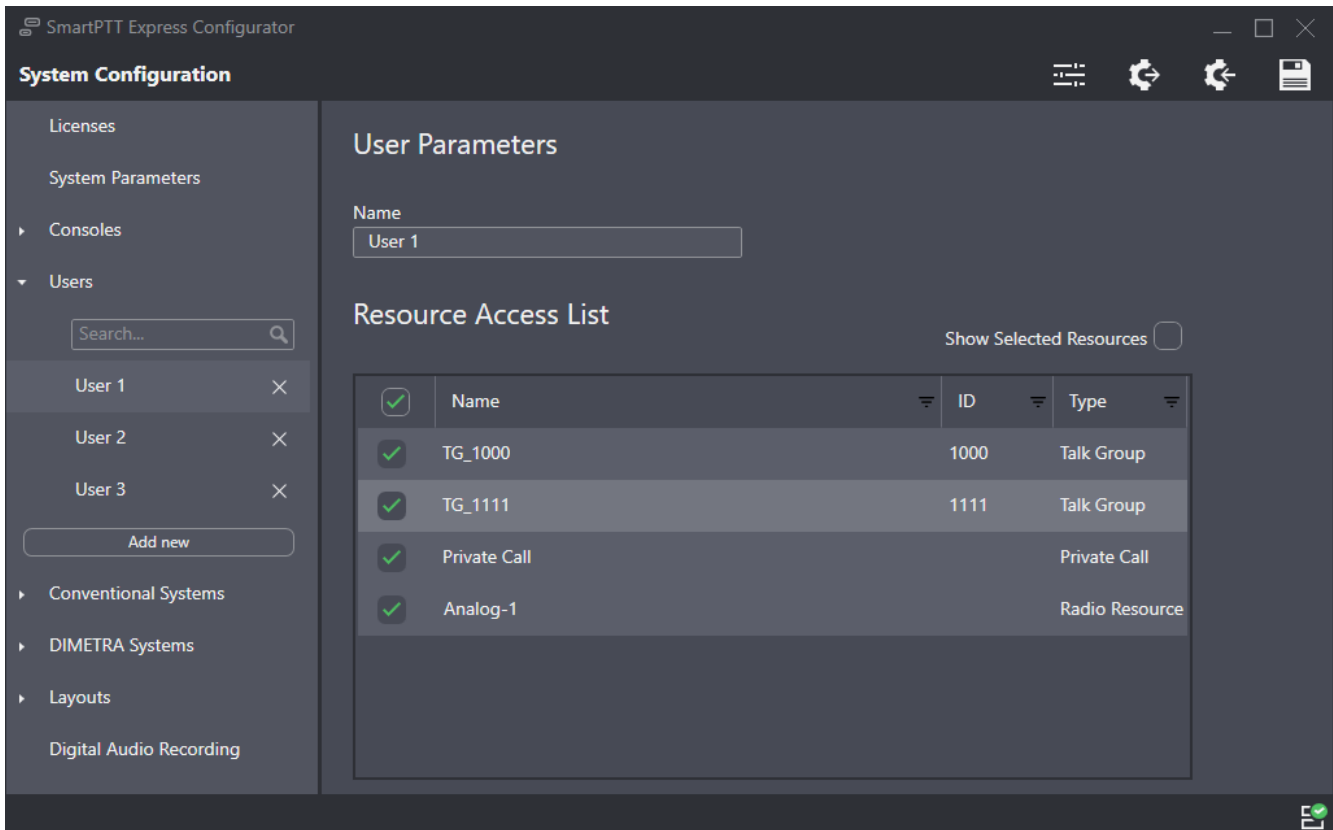 SmartPTT Express Configurator
System Configuration
Licenses
System Parameters
Consoles
Users
Search...
User 1
User 2
User 3
Add new
Conventional Systems
DIMETRA Systems
Layouts
Digital Audio Recording
User Parameters
Name
User 1
Resource Access List
Show Selected Resources
Name ID Type
TG_1000 1000 Talk Group
TG_1111 1111 Talk Group
Private Call Private Call
Analog-1 Radio Resource